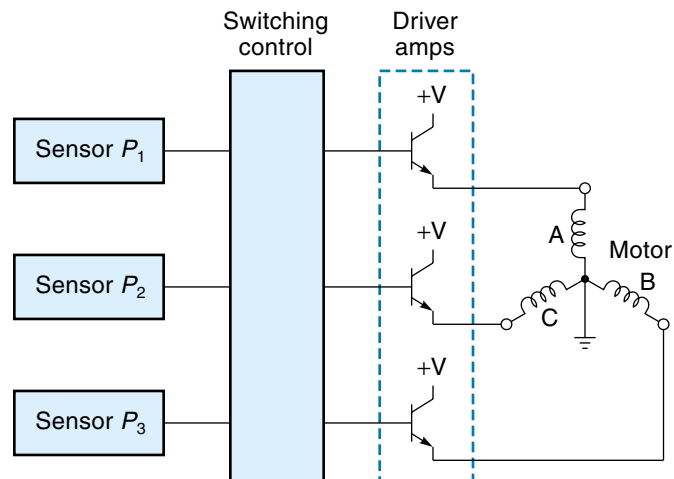 Switching
control
Driver
amps
+V
Sensor P₁
A
Motor
+V
B
Sensor P₂
C
+V
Sensor P₃